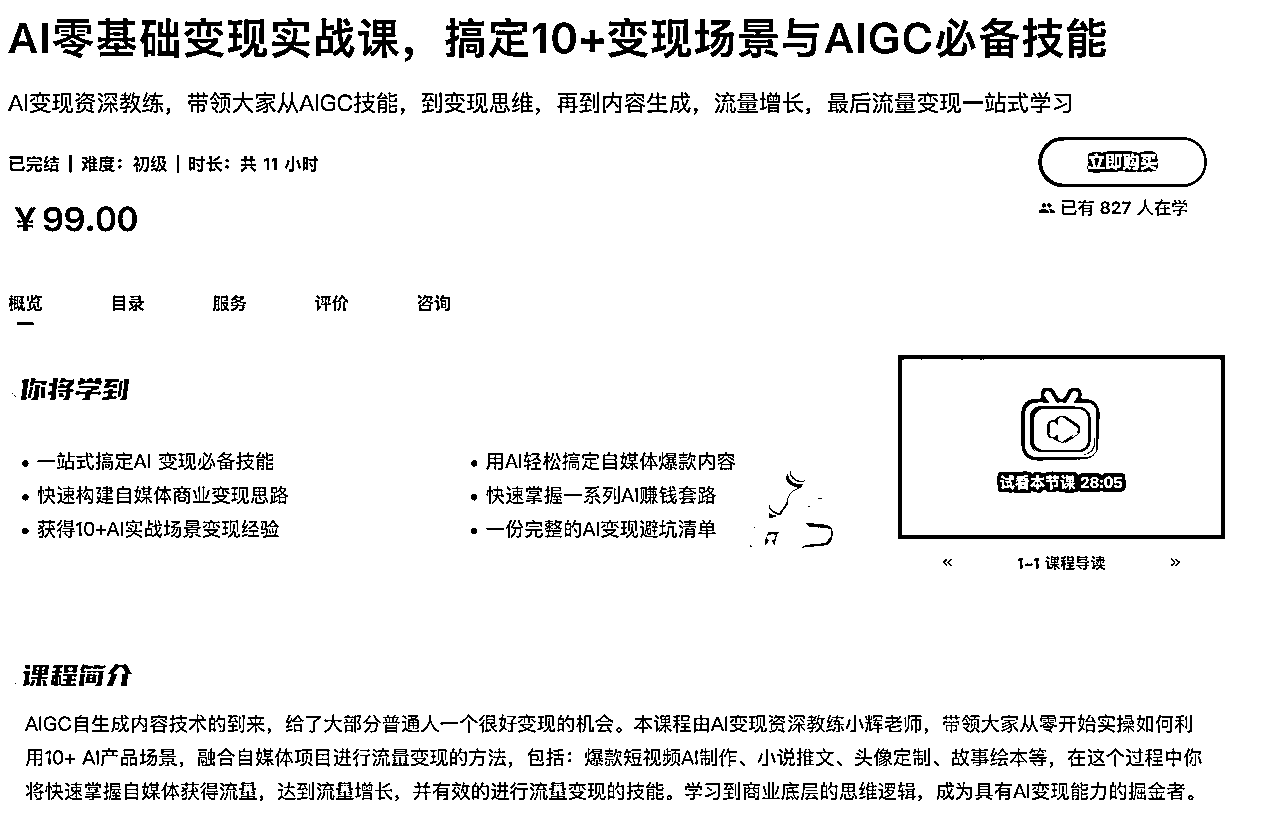 AI零基础变现实战课，搞定10+变现场景与AIGC必备技能
AI变现资深教练，带领大家从AIGC技能，到变现思维，再到内容生成，流量增长，最后流量变现一站式学习
已完结 | 难度：初级 | 时长：共 11 小时
立即购买
￥99.00
已有 827 人在学
概览 目录 服务 评价 咨询
你将学到
• 一站式搞定AI 变现必备技能
• 快速构建自媒体商业变现思路
• 获得10+AI实战场景变现经验
• 用AI轻松搞定自媒体爆款内容
• 快速掌握一系列AI赚钱套路
• 一份完整的AI变现避坑清单
试看本节课 28:05
« 1-1 课程导读 »
课程简介
AIGC自生成内容技术的到来，给了大部分普通人一个很好变现的机会。本课程由AI变现资深教练小辉老师，带领大家从零开始实操如何利
用10+ AI产品场景，融合自媒体项目进行流量变现的方法，包括：爆款短视频AI制作、小说推文、头像定制、故事绘本等，在这个过程中你
将快速掌握自媒体获得流量，达到流量增长，并有效的进行流量变现的技能。学习到商业底层的思维逻辑，成为具有AI变现能力的掘金者。